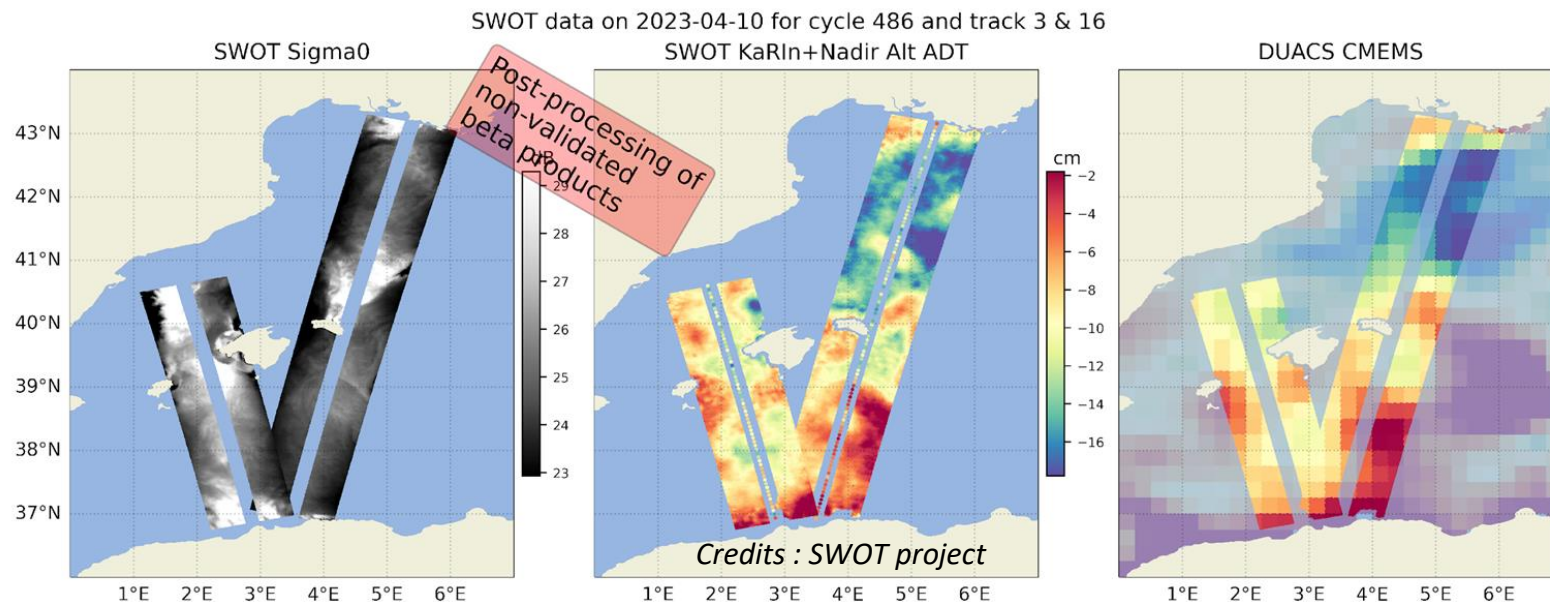 SWOT data on 2023-04-10 for cycle 486 and track 3 & 16
SWOT Sigma0
SWOT KaRIn+Nadir Alt ADT
DUACS CMEMS
Post-processing of
non-validated
beta products
43°N
42°N
41°N
40°N
39°N
38°N
37°N
1°E 2°E 3°E 4°E 5°E 6°E
dB
29
28
27
26
25
24
23
1°E 2°E 3°E 4°E 5°E 6°E
cm
−2
−4
−6
−8
−10
−12
−14
−16
Credits : SWOT project
1°E 2°E 3°E 4°E 5°E 6°E